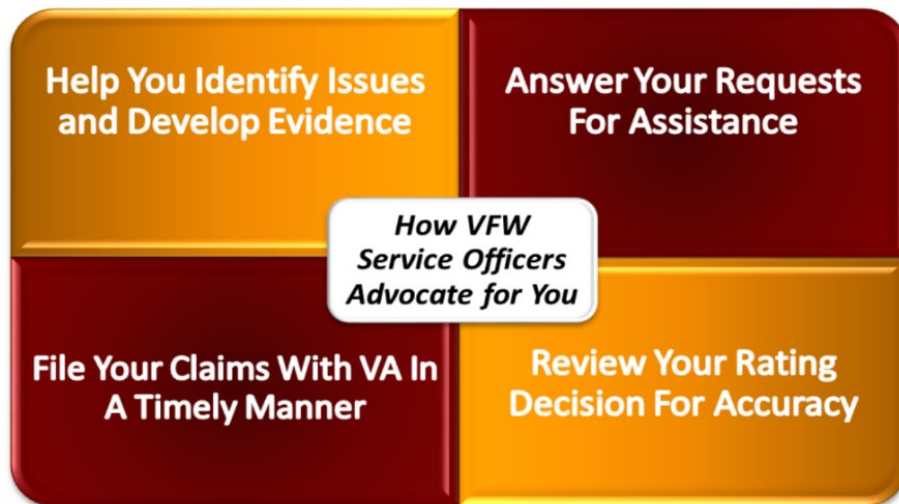 Help You Identify Issues
and Develop Evidence
Answer Your Requests
For Assistance
How VFW
Service Officers
Advocate for You
File Your Claims With VA In
A Timely Manner
Review Your Rating
Decision For Accuracy